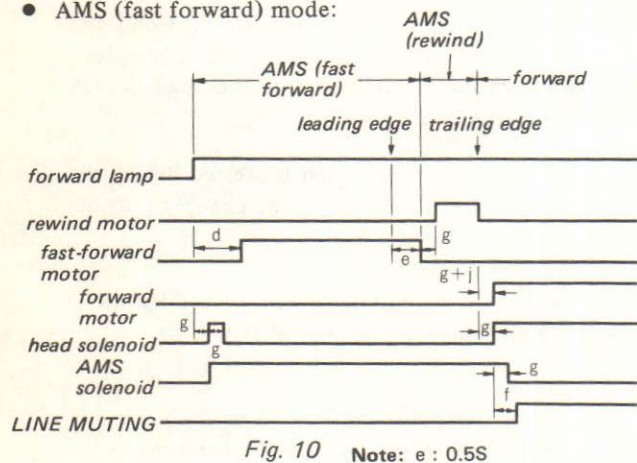 ● AMS (fast forward) mode:
AMS
(rewind)
AMS (fast
forward)
forward
leading edge
trailing edge
forward lamp
rewind motor
g
d
fast-forward
motor
e
g+j
forward
motor
g
g
head solenoid
g
AMS
solenoid
g
f
LINE MUTING
Fig. 10 Note: e : 0.5S